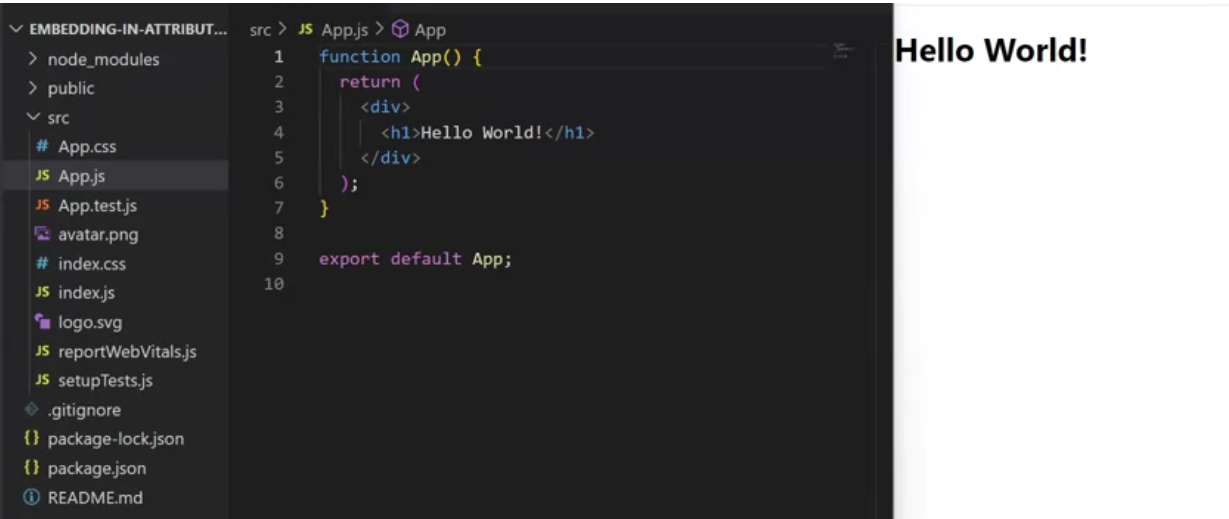 EMBEDDING-IN-ATTRIBUT...
node_modules
public
src
# App.css
JS App.js
JS App.test.js
avatar.png
# index.css
JS index.js
logo.svg
JS reportWebVitals.js
JS setupTests.js
.gitignore
{} package-lock.json
{} package.json
README.md
src > JS App.js > App
1 function App() {
2   return (
3     <div>
4       <h1>Hello World!</h1>
5     </div>
6   );
7 }
8
9 export default App;
10
Hello World!